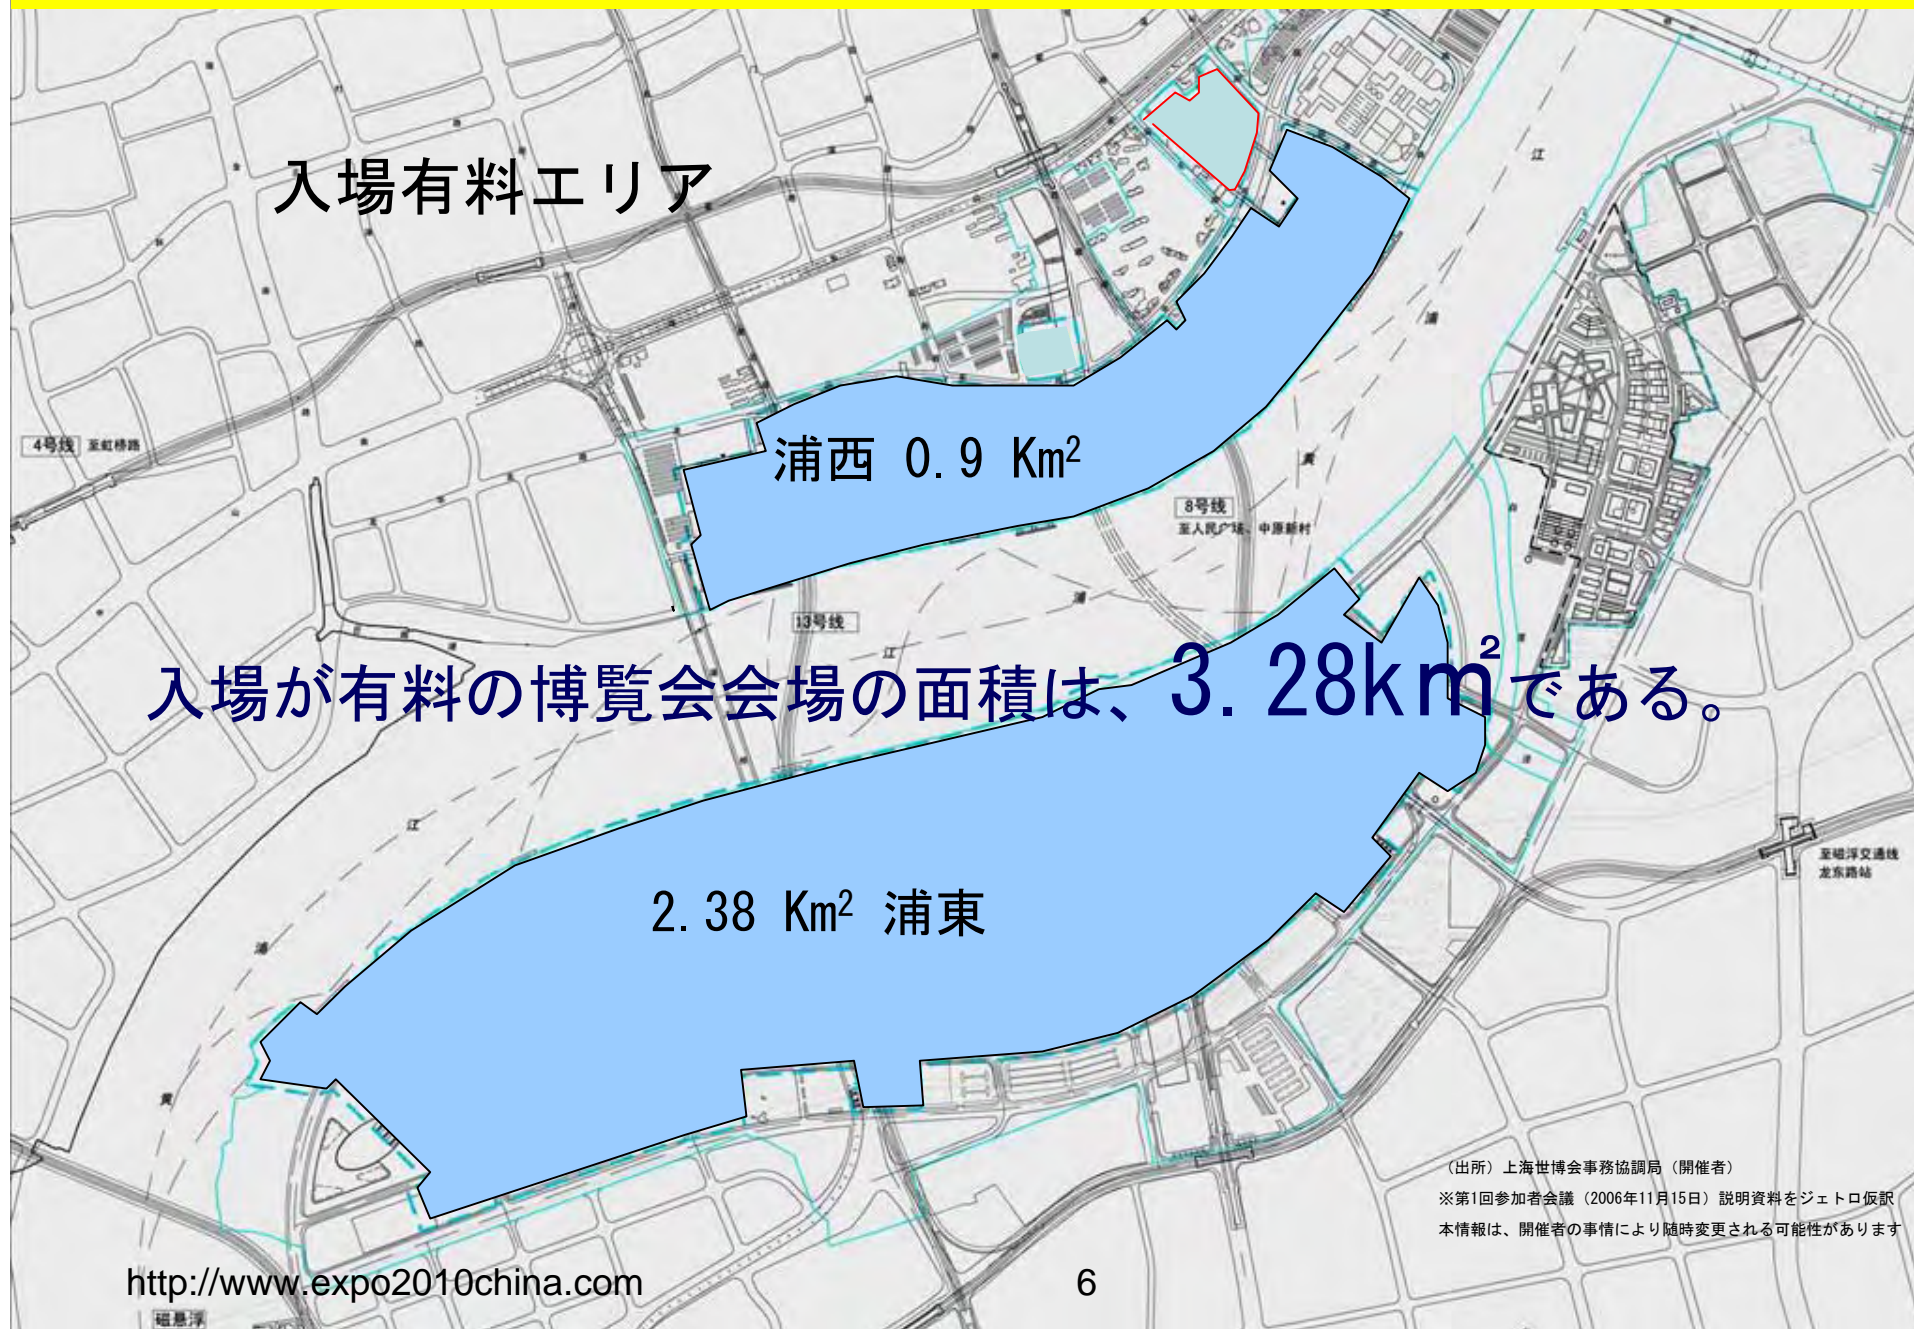 入場有料エリア
4号线 至虹桥路
浦西 0.9 Km²
8号线
至人民广场、中原新村
13号线
江
浦
黄
浦
江
入場が有料の博覧会会場の面積は、3.28km²である。
江
浦
黄
至磁浮交通线
龙东路站
2.38 Km² 浦東
（出所）上海世博会事務協調局（開催者）
※第1回参加者会議（2006年11月15日）説明資料をジェトロ仮訳
本情報は、開催者の事情により随時変更される可能性があります
http://www.expo2010china.com
6
磁悬浮